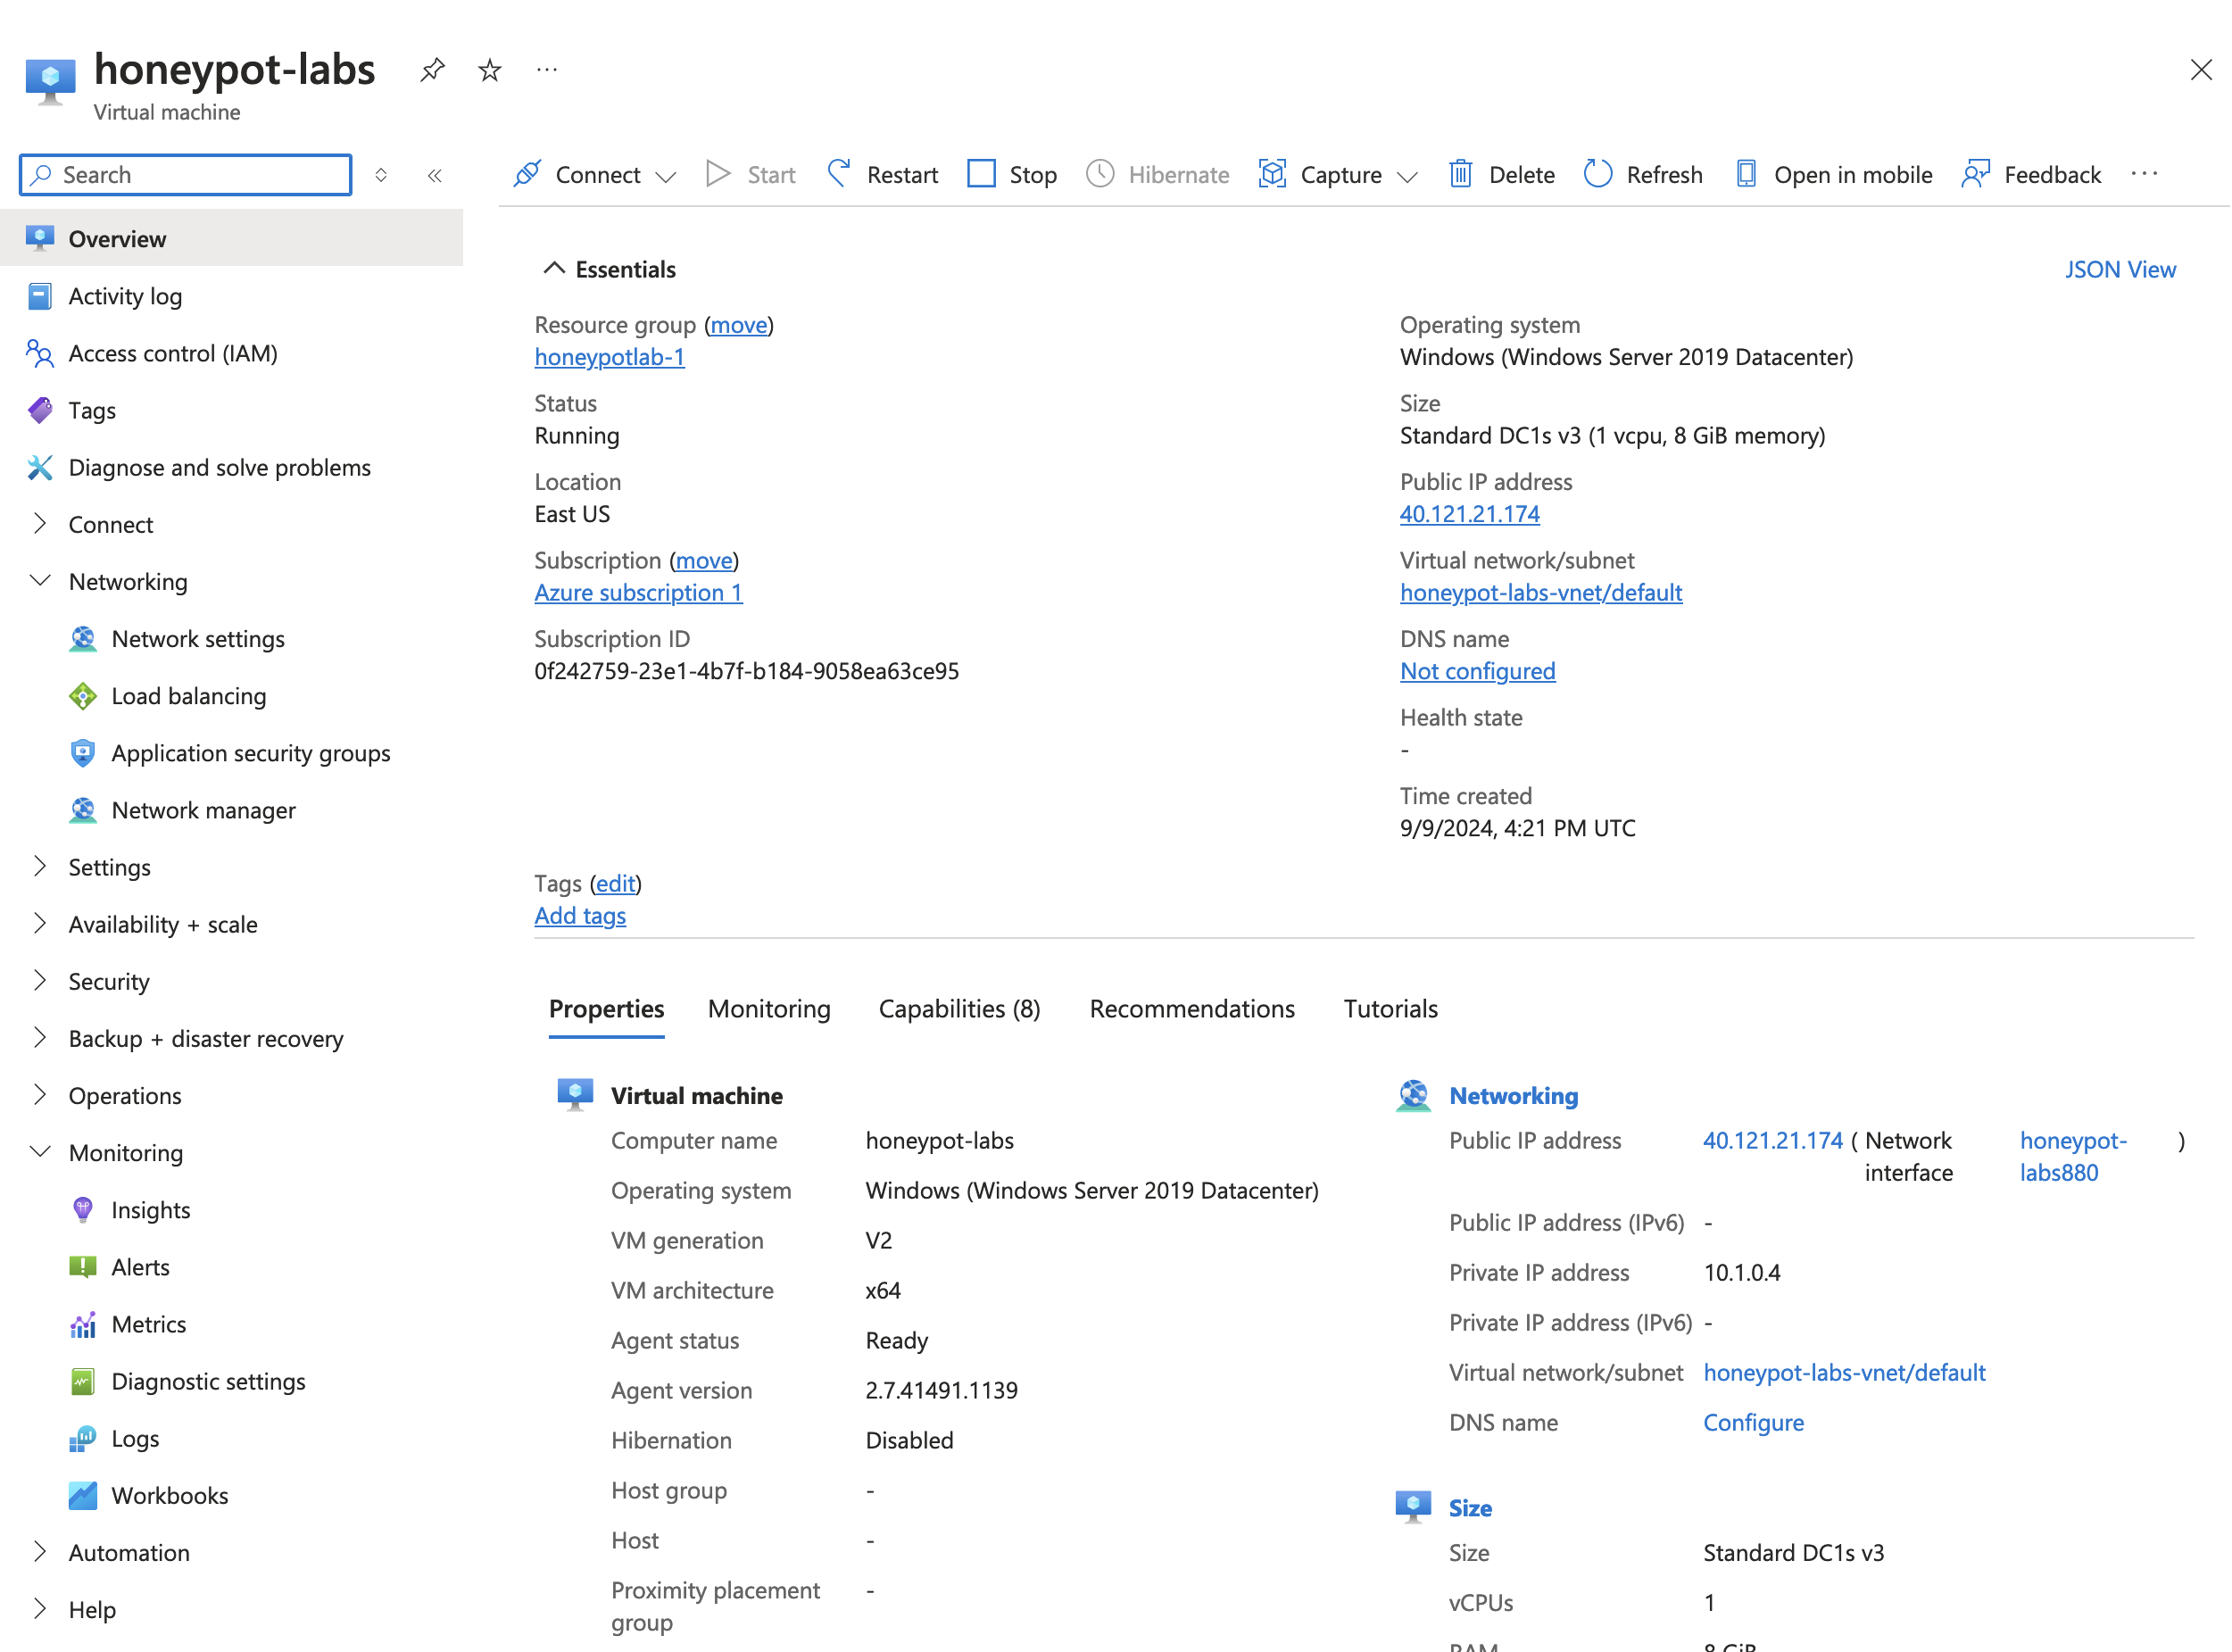 honeypot-labs
Virtual machine
Search
Connect
Start
Restart
Stop
Hibernate
Capture
Delete
Refresh
Open in mobile
Feedback
Overview
Activity log
Access control (IAM)
Tags
Diagnose and solve problems
Connect
Networking
Network settings
Load balancing
Application security groups
Network manager
Settings
Availability + scale
Security
Backup + disaster recovery
Operations
Monitoring
Insights
Alerts
Metrics
Diagnostic settings
Logs
Workbooks
Automation
Help
Essentials
JSON View
Resource group (move)
honeypotlab-1
Status
Running
Location
East US
Subscription (move)
Azure subscription 1
Subscription ID
0f242759-23e1-4b7f-b184-9058ea63ce95
Operating system
Windows (Windows Server 2019 Datacenter)
Size
Standard DC1s v3 (1 vcpu, 8 GiB memory)
Public IP address
40.121.21.174
Virtual network/subnet
honeypot-labs-vnet/default
DNS name
Not configured
Health state
-
Time created
9/9/2024, 4:21 PM UTC
Tags (edit)
Add tags
Properties
Monitoring
Capabilities (8)
Recommendations
Tutorials
Virtual machine
Computer name honeypot-labs
Operating system Windows (Windows Server 2019 Datacenter)
VM generation V2
VM architecture x64
Agent status Ready
Agent version 2.7.41491.1139
Hibernation Disabled
Host group -
Host -
Proximity placement -
group
Networking
Public IP address 40.121.21.174 ( Network honeypot- )
interface labs880
Public IP address (IPv6) -
Private IP address 10.1.0.4
Private IP address (IPv6) -
Virtual network/subnet honeypot-labs-vnet/default
DNS name Configure
Size
Size Standard DC1s v3
vCPUs 1
RAM 8 GiB